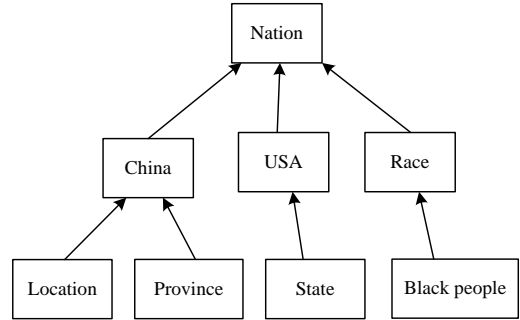 Nation
China
USA
Race
Location
Province
State
Black people